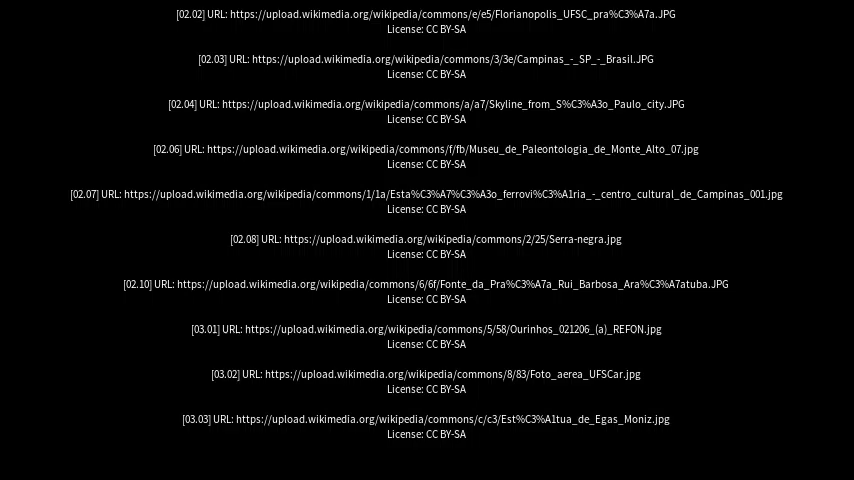 [02.02] URL: https://upload.wikimedia.org/wikipedia/commons/e/e5/Florianopolis_UFSC_pra%C3%A7a.JPG
License: CC BY-SA
[02.03] URL: https://upload.wikimedia.org/wikipedia/commons/3/3e/Campinas_-_SP_-_Brasil.JPG
License: CC BY-SA
[02.04] URL: https://upload.wikimedia.org/wikipedia/commons/a/a7/Skyline_from_S%C3%A3o_Paulo_city.JPG
License: CC BY-SA
[02.06] URL: https://upload.wikimedia.org/wikipedia/commons/f/fb/Museu_de_Paleontologia_de_Monte_Alto_07.jpg
License: CC BY-SA
[02.07] URL: https://upload.wikimedia.org/wikipedia/commons/1/1a/Esta%C3%A7%C3%A3o_ferrovi%C3%A1ria_-_centro_cultural_de_Campinas_001.jpg
License: CC BY-SA
[02.08] URL: https://upload.wikimedia.org/wikipedia/commons/2/25/Serra-negra.jpg
License: CC BY-SA
[02.10] URL: https://upload.wikimedia.org/wikipedia/commons/6/6f/Fonte_da_Pra%C3%A7a_Rui_Barbosa_Ara%C3%A7atuba.JPG
License: CC BY-SA
[03.01] URL: https://upload.wikimedia.org/wikipedia/commons/5/58/Ourinhos_021206_(a)_REFON.jpg
License: CC BY-SA
[03.02] URL: https://upload.wikimedia.org/wikipedia/commons/8/83/Foto_aerea_UFSCar.jpg
License: CC BY-SA
[03.03] URL: https://upload.wikimedia.org/wikipedia/commons/c/c3/Est%C3%A1tua_de_Egas_Moniz.jpg
License: CC BY-SA